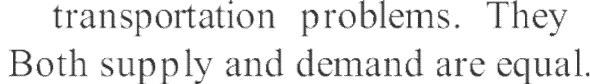 transportation problems. They
Both supply and demand are equal.